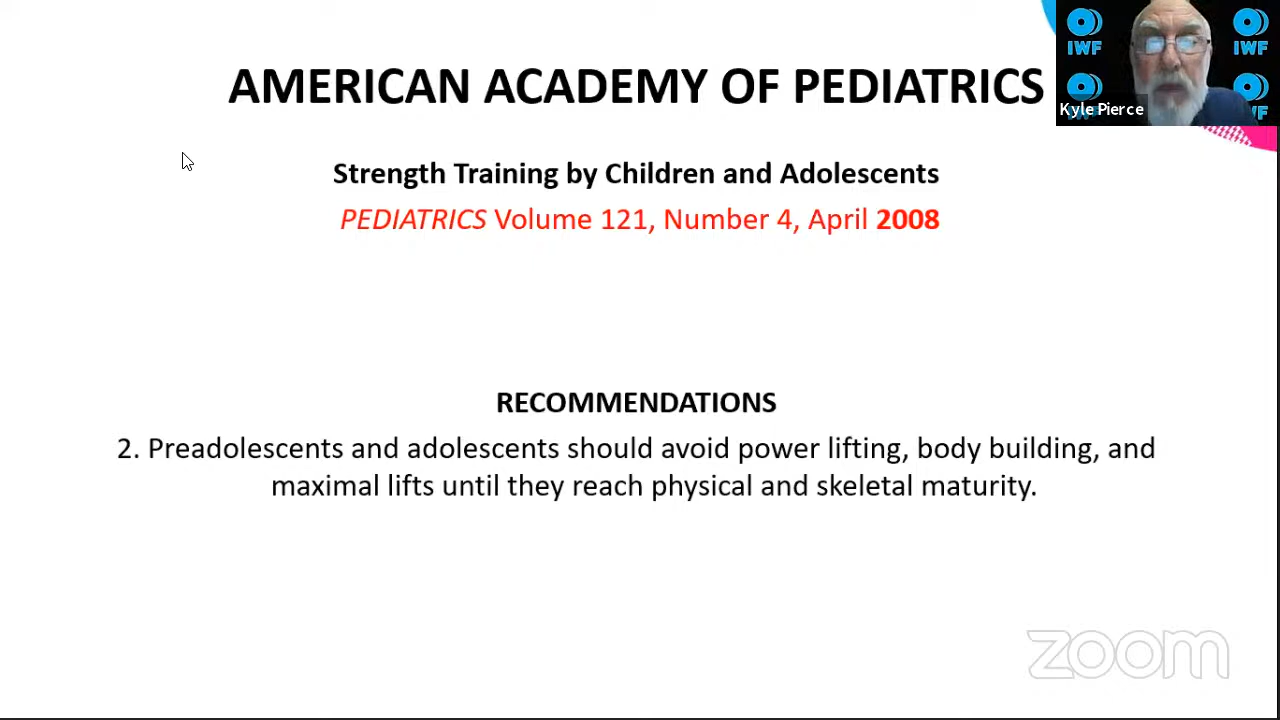 AMERICAN ACADEMY OF PEDIATRICS
IWF
IWF
Kyle Pierce
Strength Training by Children and Adolescents
PEDIATRICS Volume 121, Number 4, April 2008
RECOMMENDATIONS
2. Preadolescents and adolescents should avoid power lifting, body building, and
maximal lifts until they reach physical and skeletal maturity.
zoom